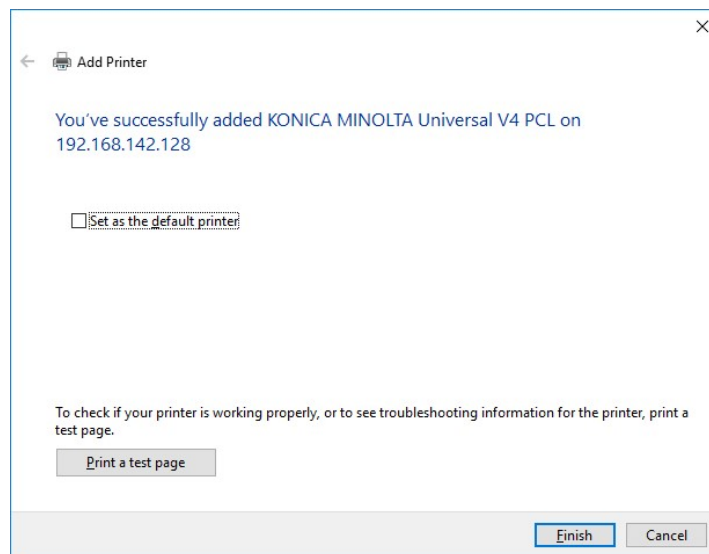 Add Printer
You've successfully added KONICA MINOLTA Universal V4 PCL on
192.168.142.128
Set as the default printer
To check if your printer is working properly, or to see troubleshooting information for the printer, print a
test page.
Print a test page
Finish
Cancel